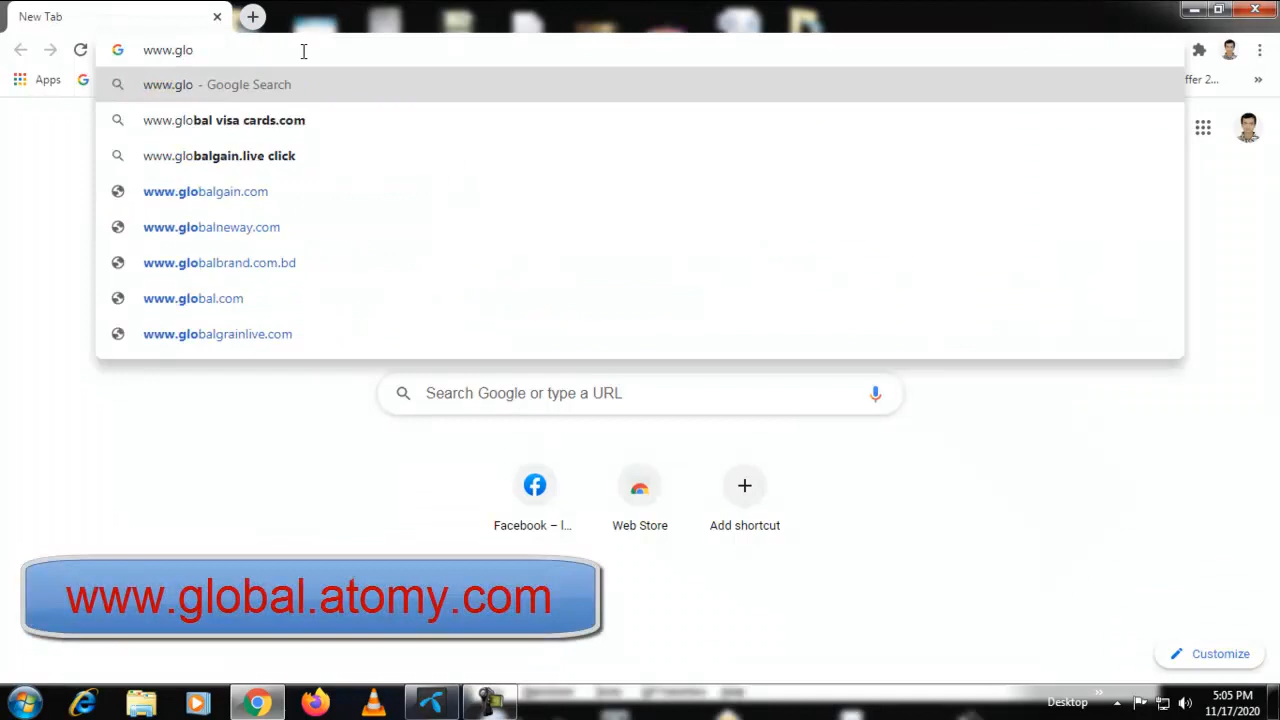 New Tab
www.glo
www.glo - Google Search
www.global visa cards.com
www.globalgain.live click
www.globalgain.com
www.globalneway.com
www.globalbrand.com.bd
www.global.com
www.globalgrainlive.com
Apps
ffer 2...
Search Google or type a URL
Facebook – l...
Web Store
Add shortcut
www.global.atomy.com
Customize
Desktop
5:05 PM
11/17/2020